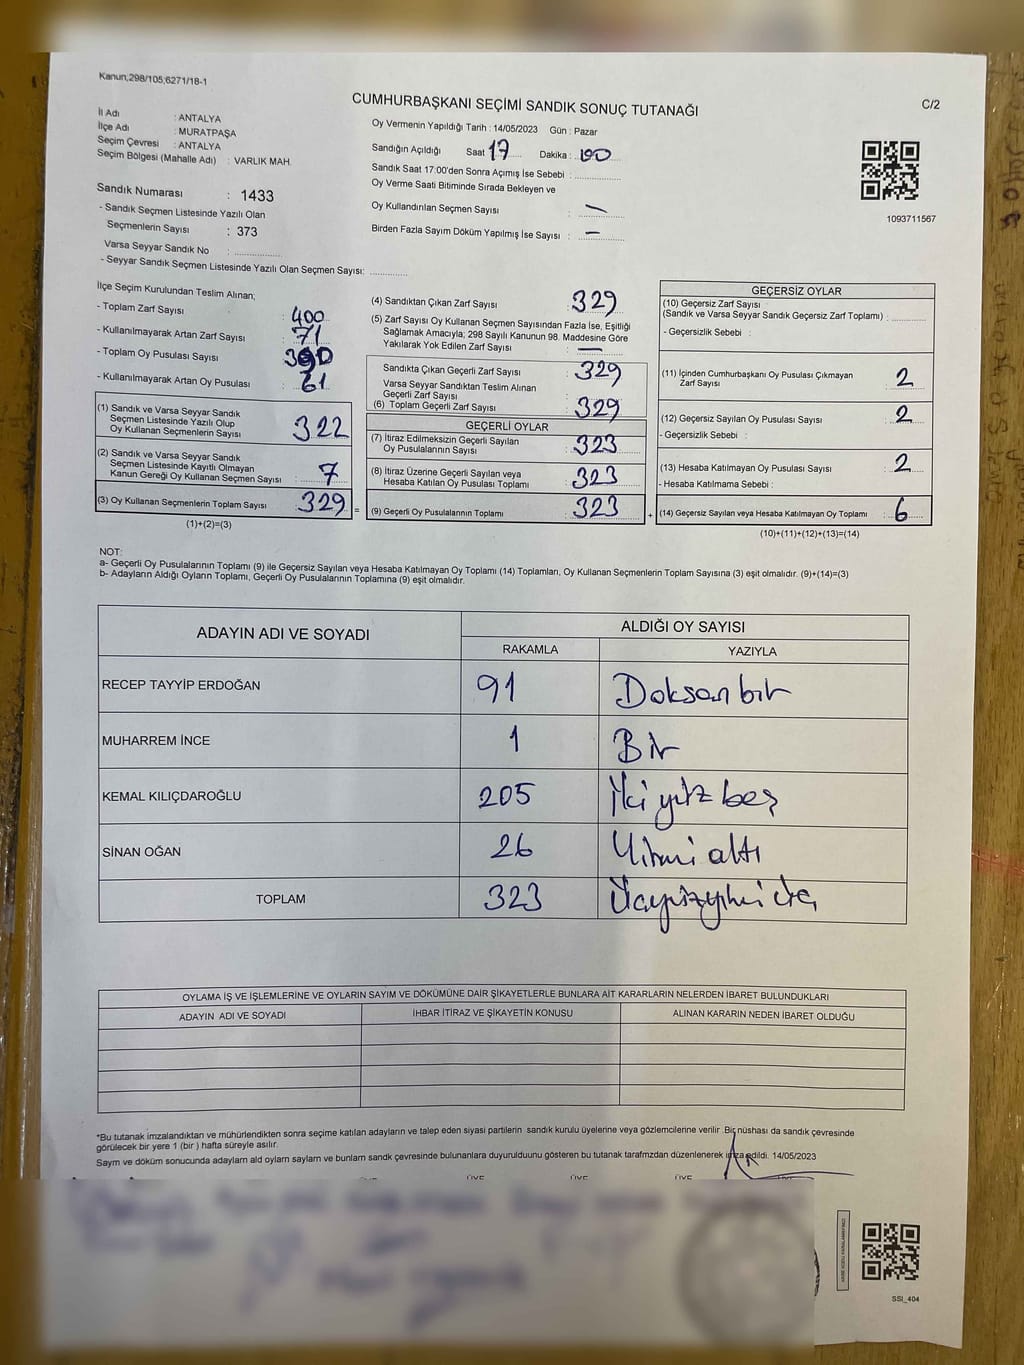 Kanun;298/105;6271/18-1
CUMHURBAŞKANI SEÇİMİ SANDIK SONUÇ TUTANAĞI
C/2
İl Adı : ANTALYA
İlçe Adı : MURATPAŞA
Seçim Çevresi : ANTALYA
Seçim Bölgesi (Mahalle Adı) : VARLIK MAH.
Sandık Numarası : 1433
- Sandık Seçmen Listesinde Yazılı Olan
Seçmenlerin Sayısı : 373
Varsa Seyyar Sandık No :
- Seyyar Sandık Seçmen Listesinde Yazılı Olan Seçmen Sayısı:
Oy Vermenin Yapıldığı Tarih : 14/05/2023 Gün : Pazar
Sandığın Açıldığı Saat 17 Dakika :
Sandık Saat 17:00'den Sonra Açımış İse Sebebi :
Oy Verme Saati Bitiminde Sırada Bekleyen ve
Oy Kullandırılan Seçmen Sayısı : —
Birden Fazla Sayım Döküm Yapılmış İse Sayısı : —
1093711567
İlçe Seçim Kurulundan Teslim Alınan;
- Toplam Zarf Sayısı : 400
- Kullanılmayarak Artan Zarf Sayısı : 71
- Toplam Oy Pusulası Sayısı : 390
- Kullanılmayarak Artan Oy Pusulası : 61
(1) Sandık ve Varsa Seyyar Sandık
Seçmen Listesinde Yazılı Olup
Oy Kullanan Seçmenlerin Sayısı : 322
(2) Sandık ve Varsa Seyyar Sandık
Seçmen Listesinde Kayıtlı Olmayan
Kanun Gereği Oy Kullanan Seçmen Sayısı : 7
(3) Oy Kullanan Seçmenlerin Toplam Sayısı : 329
(1)+(2)=(3)
=
(4) Sandıktan Çıkan Zarf Sayısı : 329
(5) Zarf Sayısı Oy Kullanan Seçmen Sayısından Fazla İse, Eşitliği
Sağlamak Amacıyla; 298 Sayılı Kanunun 98. Maddesine Göre
Yakılarak Yok Edilen Zarf Sayısı : —
Sandıkta Çıkan Geçerli Zarf Sayısı : 329
Varsa Seyyar Sandıktan Teslim Alınan
Geçerli Zarf Sayısı :
(6) Toplam Geçerli Zarf Sayısı : 329
GEÇERLİ OYLAR
(7) İtiraz Edilmeksizin Geçerli Sayılan
Oy Pusulalarının Sayısı : 323
(8) İtiraz Üzerine Geçerli Sayılan veya
Hesaba Katılan Oy Pusulası Toplamı : 323
(9) Geçerli Oy Pusulalarının Toplamı : 323
+
GEÇERSİZ OYLAR
(10) Geçersiz Zarf Sayısı
(Sandık ve Varsa Seyyar Sandık Geçersiz Zarf Toplamı) :
- Geçersizlik Sebebi :
(11) İçinden Cumhurbaşkanı Oy Pusulası Çıkmayan
Zarf Sayısı : 2
(12) Geçersiz Sayılan Oy Pusulası Sayısı : 2
- Geçersizlik Sebebi :
(13) Hesaba Katılmayan Oy Pusulası Sayısı : 2
- Hesaba Katılmama Sebebi :
(14) Geçersiz Sayılan veya Hesaba Katılmayan Oy Toplamı : 6
(10)+(11)+(12)+(13)=(14)
NOT:
a- Geçerli Oy Pusulalarının Toplamı (9) ile Geçersiz Sayılan veya Hesaba Katılmayan Oy Toplamı (14) Toplamları, Oy Kullanan Seçmenlerin Toplam Sayısına (3) eşit olmalıdır. (9)+(14)=(3)
b- Adayların Aldığı Oyların Toplamı, Geçerli Oy Pusulalarının Toplamına (9) eşit olmalıdır.
ADAYIN ADI VE SOYADI ALDIĞI OY SAYISI
RAKAMLA YAZIYLA
RECEP TAYYİP ERDOĞAN 91 Doksan bir
MUHARREM İNCE 1 Bir
KEMAL KILIÇDAROĞLU 205 İki yüz beş
SİNAN OĞAN 26 Yirmi altı
TOPLAM 323
OYLAMA İŞ VE İŞLEMLERİNE VE OYLARIN SAYIM VE DÖKÜMÜNE DAİR ŞİKAYETLERLE BUNLARA AİT KARARLARIN NELERDEN İBARET BULUNDUKLARI
ADAYIN ADI VE SOYADI İHBAR İTİRAZ VE ŞİKAYETİN KONUSU ALINAN KARARIN NEDEN İBARET OLDUĞU
*Bu tutanak imzalandıktan ve mühürlendikten sonra seçime katılan adayların ve talep eden siyasi partilerin sandık kurulu üyelerine veya gözlemcilerine verilir .Bir nüshası da sandık çevresinde
görülecek bir yere 1 (bir ) hafta süreyle asılır.
Sayım ve döküm sonucunda adayların aldı oyların sayları ve bunların sandk çevresinde bulunanlara duyurulduunu gösteren bu tutanak tarafmzdan düzenlenerek imza edildi. 14/05/2023
SSI_404